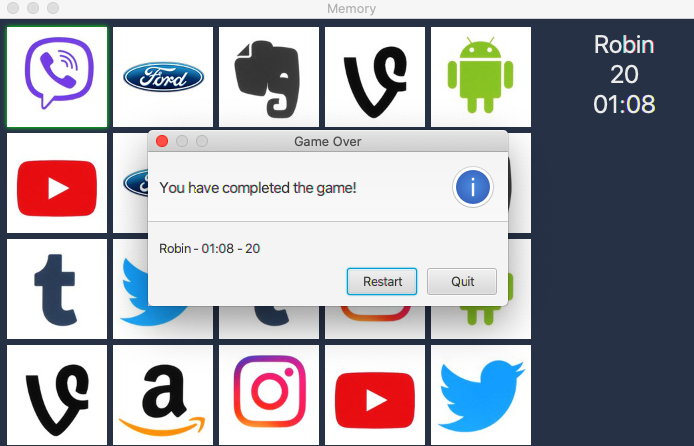 Memory
Robin
20
01:08
Ford
Game Over
You have completed the game!
Robin - 01:08 - 20
Restart
Quit